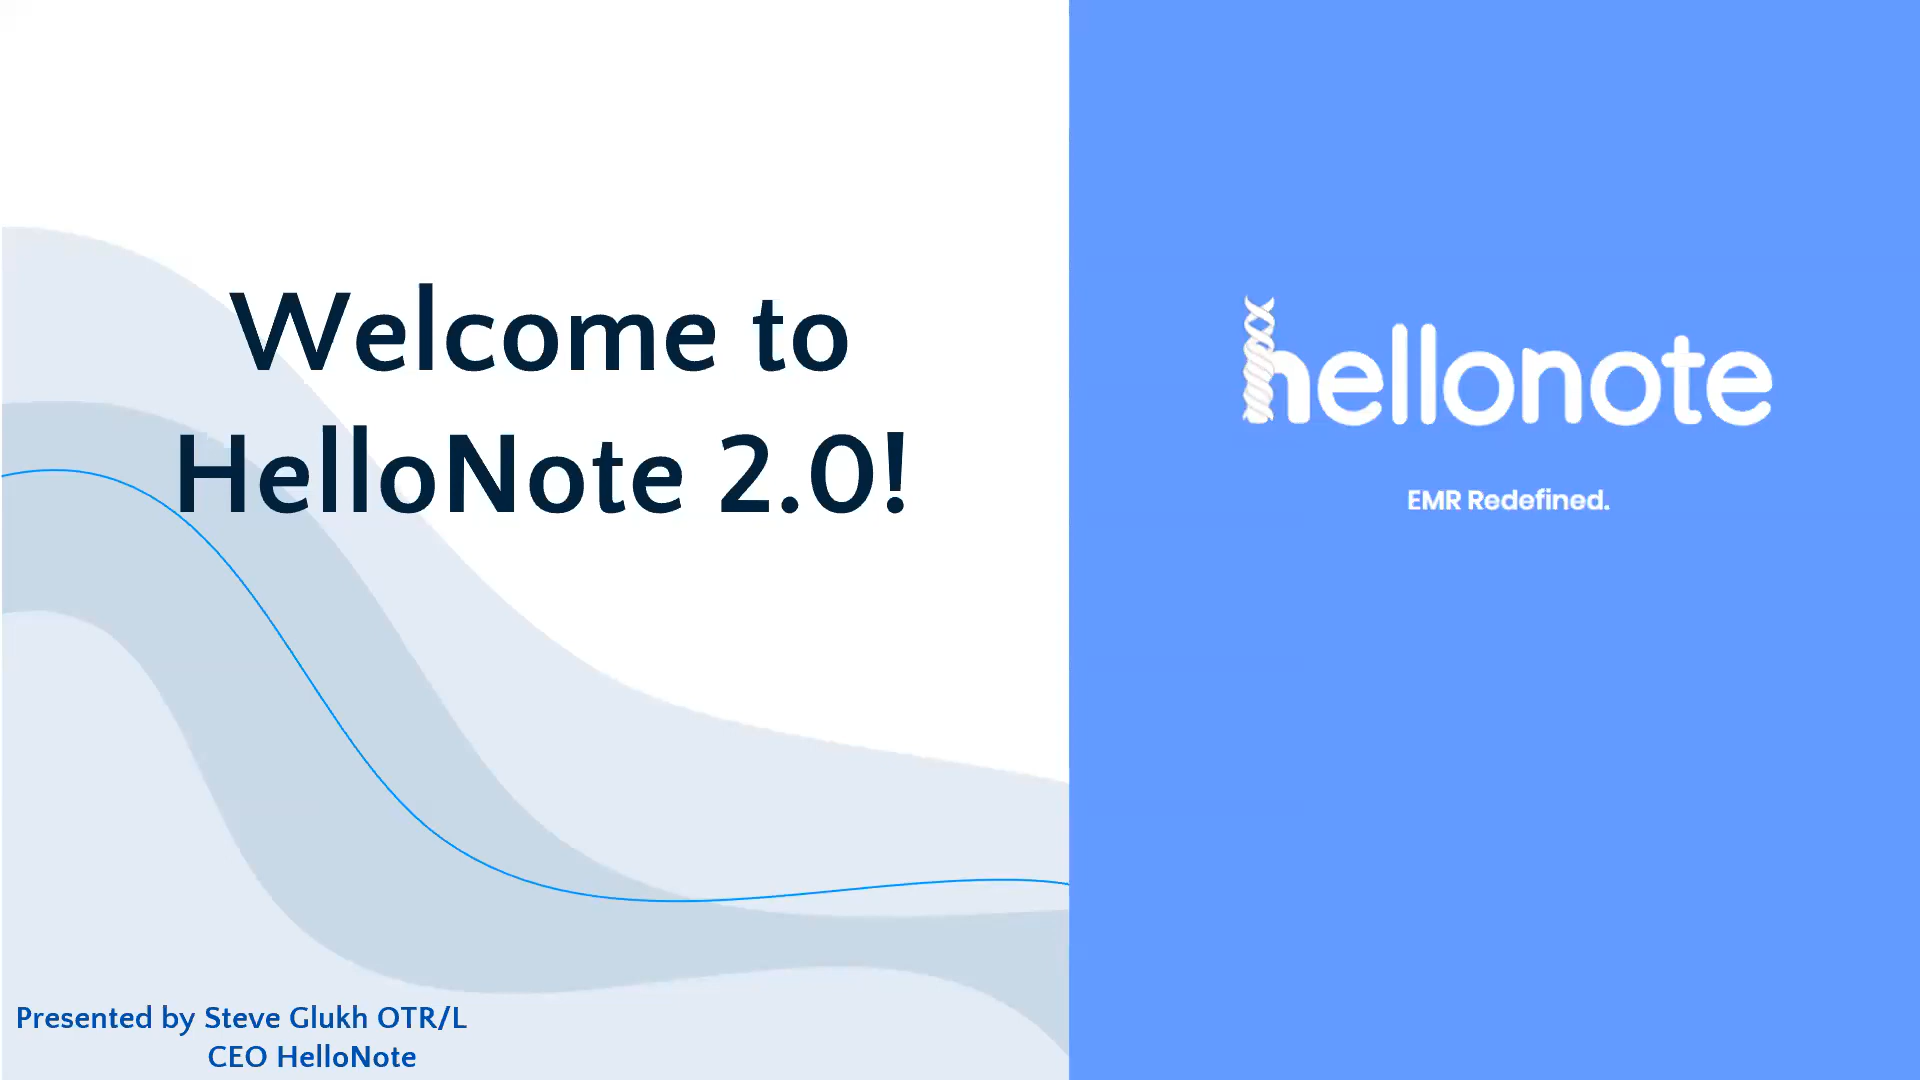 Welcome to
HelloNote 2.0!
hellonote
EMR Redefined.
Presented by Steve Glukh OTR/L
CEO HelloNote